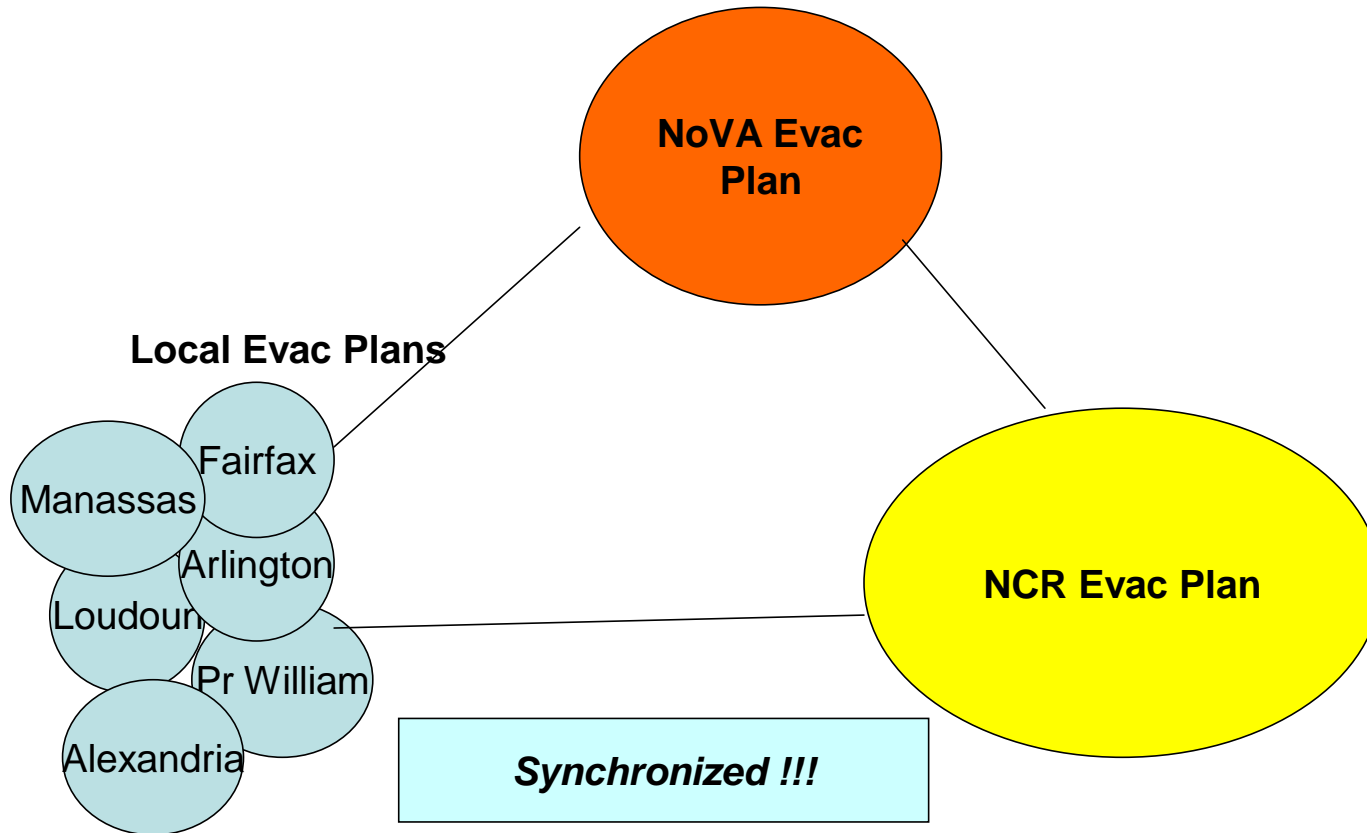 NoVA Evac
Plan
Local Evac Plans
Fairfax
Manassas
Arlington
Loudoun
Pr William
Alexandria
NCR Evac Plan
Synchronized !!!